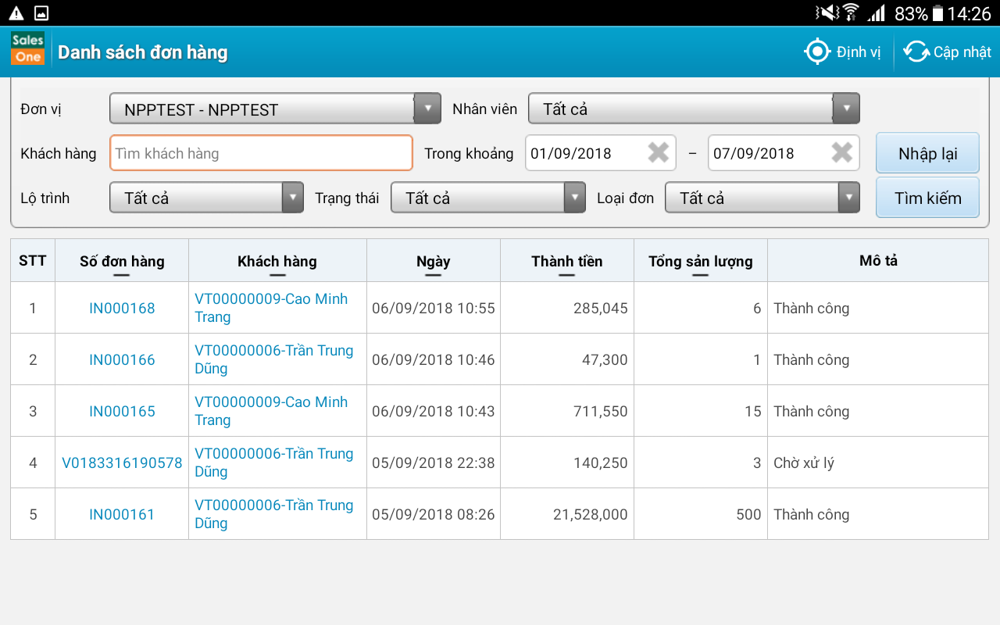 83% 14:26
Sales One Danh sách đơn hàng Định vị Cập nhật
Đơn vị NPPTEST - NPPTEST Nhân viên Tất cả
Khách hàng Tìm khách hàng Trong khoảng 01/09/2018 – 07/09/2018 Nhập lại
Lộ trình Tất cả Trạng thái Tất cả Loại đơn Tất cả Tìm kiếm
STT Số đơn hàng Khách hàng Ngày Thành tiền Tổng sản lượng Mô tả
1 IN000168 VT00000009-Cao Minh Trang 06/09/2018 10:55 285,045 6 Thành công
2 IN000166 VT00000006-Trần Trung Dũng 06/09/2018 10:46 47,300 1 Thành công
3 IN000165 VT00000009-Cao Minh Trang 06/09/2018 10:43 711,550 15 Thành công
4 V0183316190578 VT00000006-Trần Trung Dũng 05/09/2018 22:38 140,250 3 Chờ xử lý
5 IN000161 VT00000006-Trần Trung Dũng 05/09/2018 08:26 21,528,000 500 Thành công